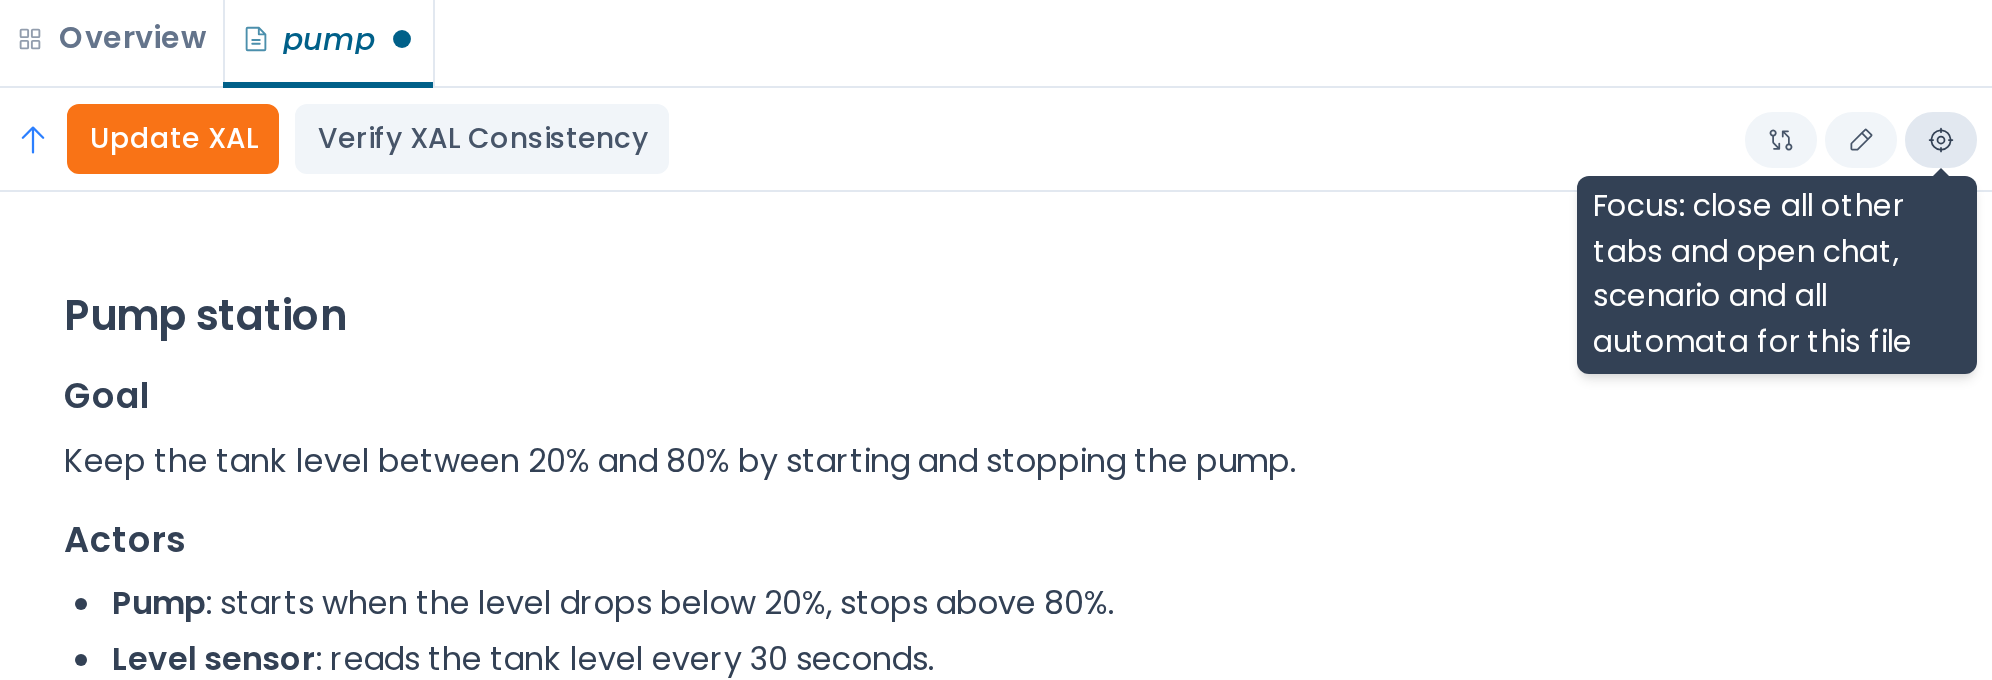 Overview
pump
Update XAL
Verify XAL Consistency
Focus: close all other
tabs and open chat,
scenario and all
automata for this file
Pump station
Goal
Keep the tank level between 20% and 80% by starting and stopping the pump.
Actors
• Pump: starts when the level drops below 20%, stops above 80%.
• Level sensor: reads the tank level every 30 seconds.